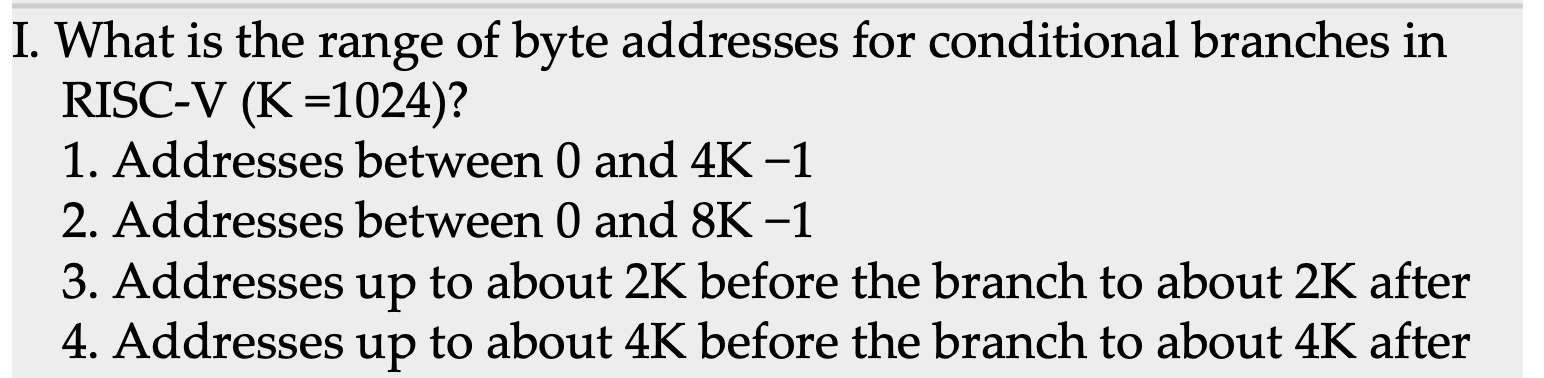 I. What is the range of byte addresses for conditional branches in
RISC-V (K =1024)?
1. Addresses between 0 and 4K −1
2. Addresses between 0 and 8K −1
3. Addresses up to about 2K before the branch to about 2K after
4. Addresses up to about 4K before the branch to about 4K after